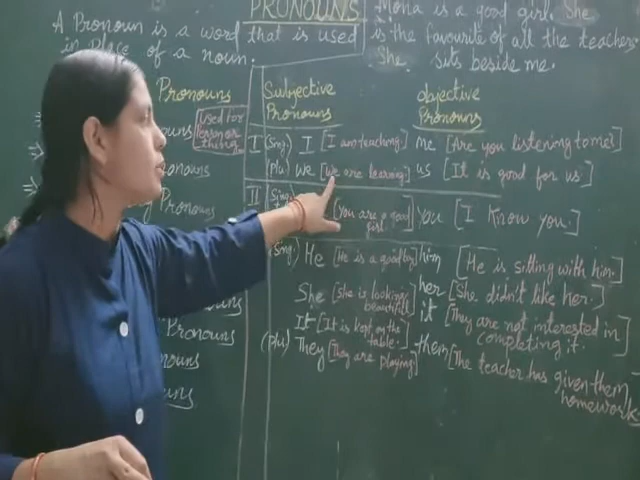 PRONOUNS
A Pronoun is a word that is used
in Place of a noun.
Mona is a good girl. She
is the favourite of all the teachers
She sits beside me.
Pronouns
used for
person or
thing
ouns
onouns
Pronouns
Pronouns
nouns
Subjective
Pronouns
objective
Pronouns
I (Sing) I [I am teaching] me [Are you listening to me]
(plu) we [we are learning] us [It is good for us]
II (Sing) [You are a good
girl.] You [I know you.]
(Sing) He [He is a good boy] him [He is sitting with him.]
She [she is looking
beautiful] her [She didn't like her.]
It [It is kept on the
table.] it [They are not interested in
completing it.]
(plu) They [They are playing] them [The teacher has given them
homework]